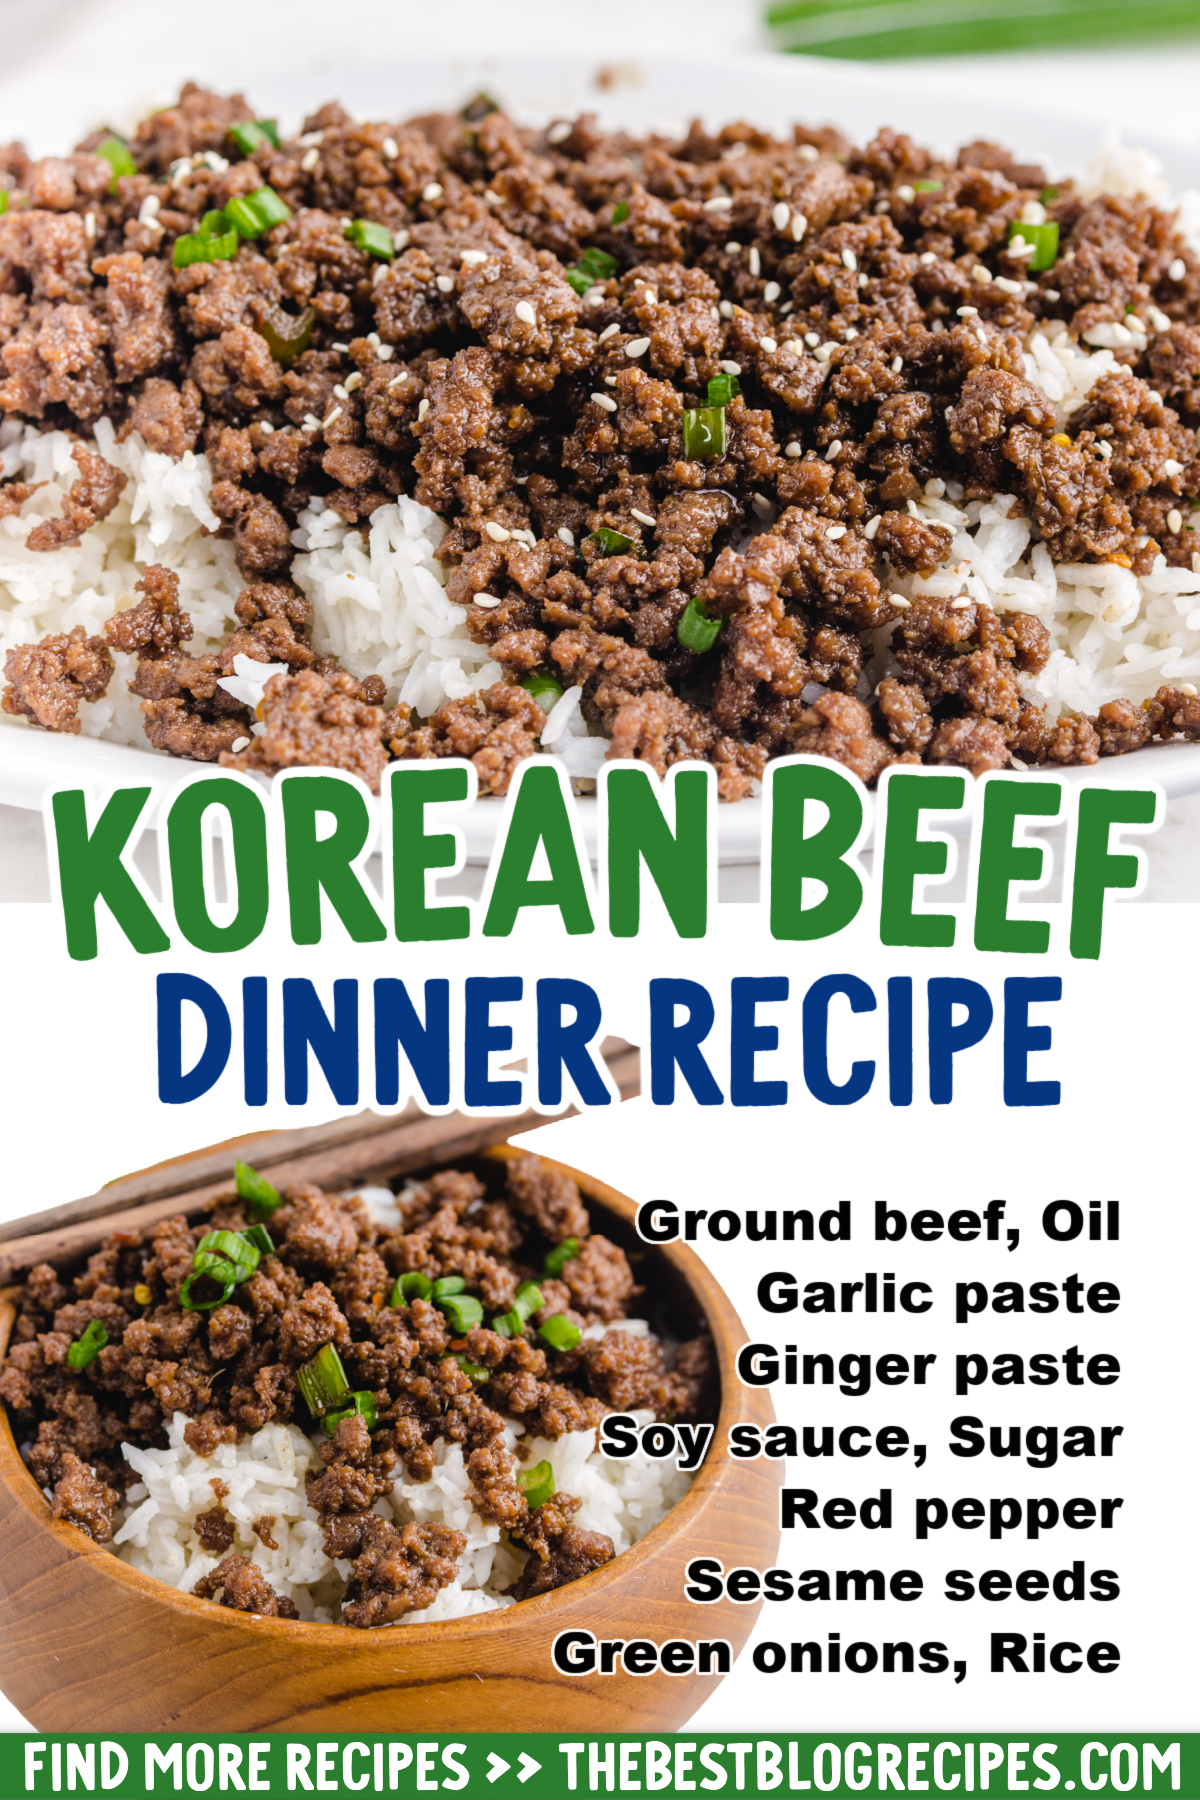 KOREAN BEEF
DINNER RECIPE
Ground beef, Oil
Garlic paste
Ginger paste
Soy sauce, Sugar
Red pepper
Sesame seeds
Green onions, Rice
FIND MORE RECIPES >> THEBESTBLOGRECIPES.COM